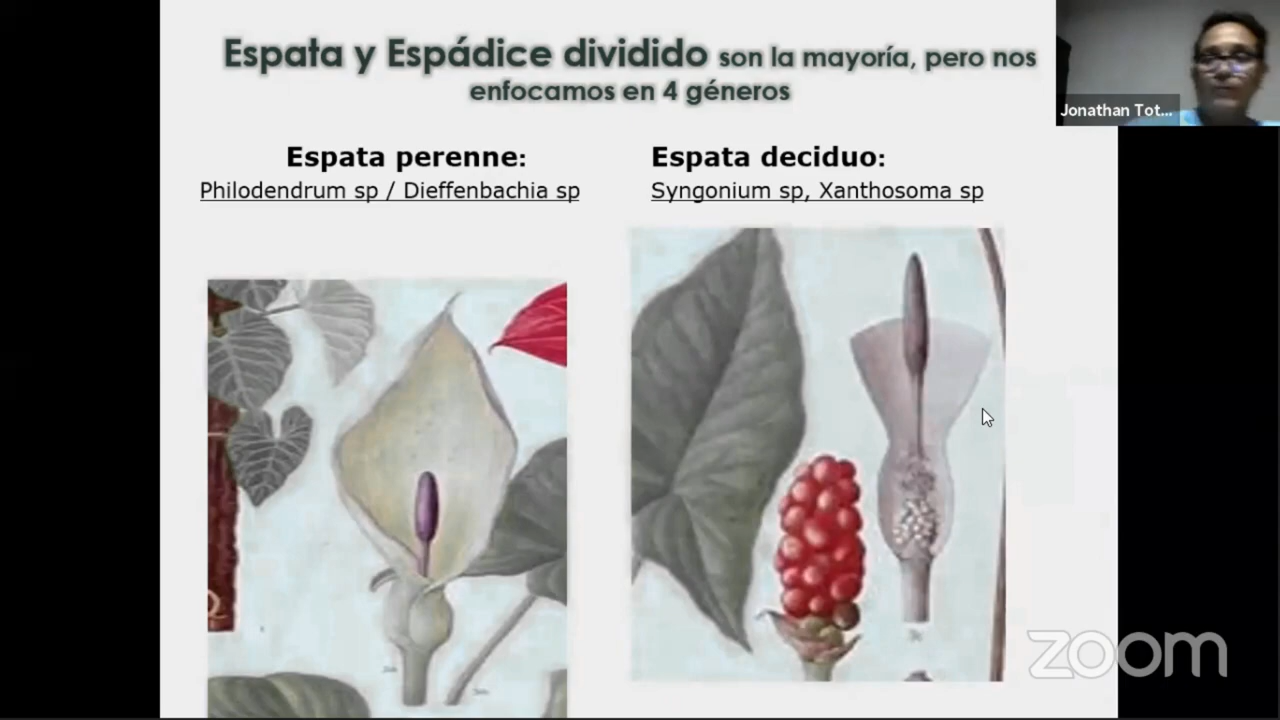 Espata y Espádice dividido son la mayoría, pero nos
enfocamos en 4 géneros
Jonathan Tot...
Espata perenne:
Philodendrum sp / Dieffenbachia sp
Espata deciduo:
Syngonium sp, Xanthosoma sp
zoom